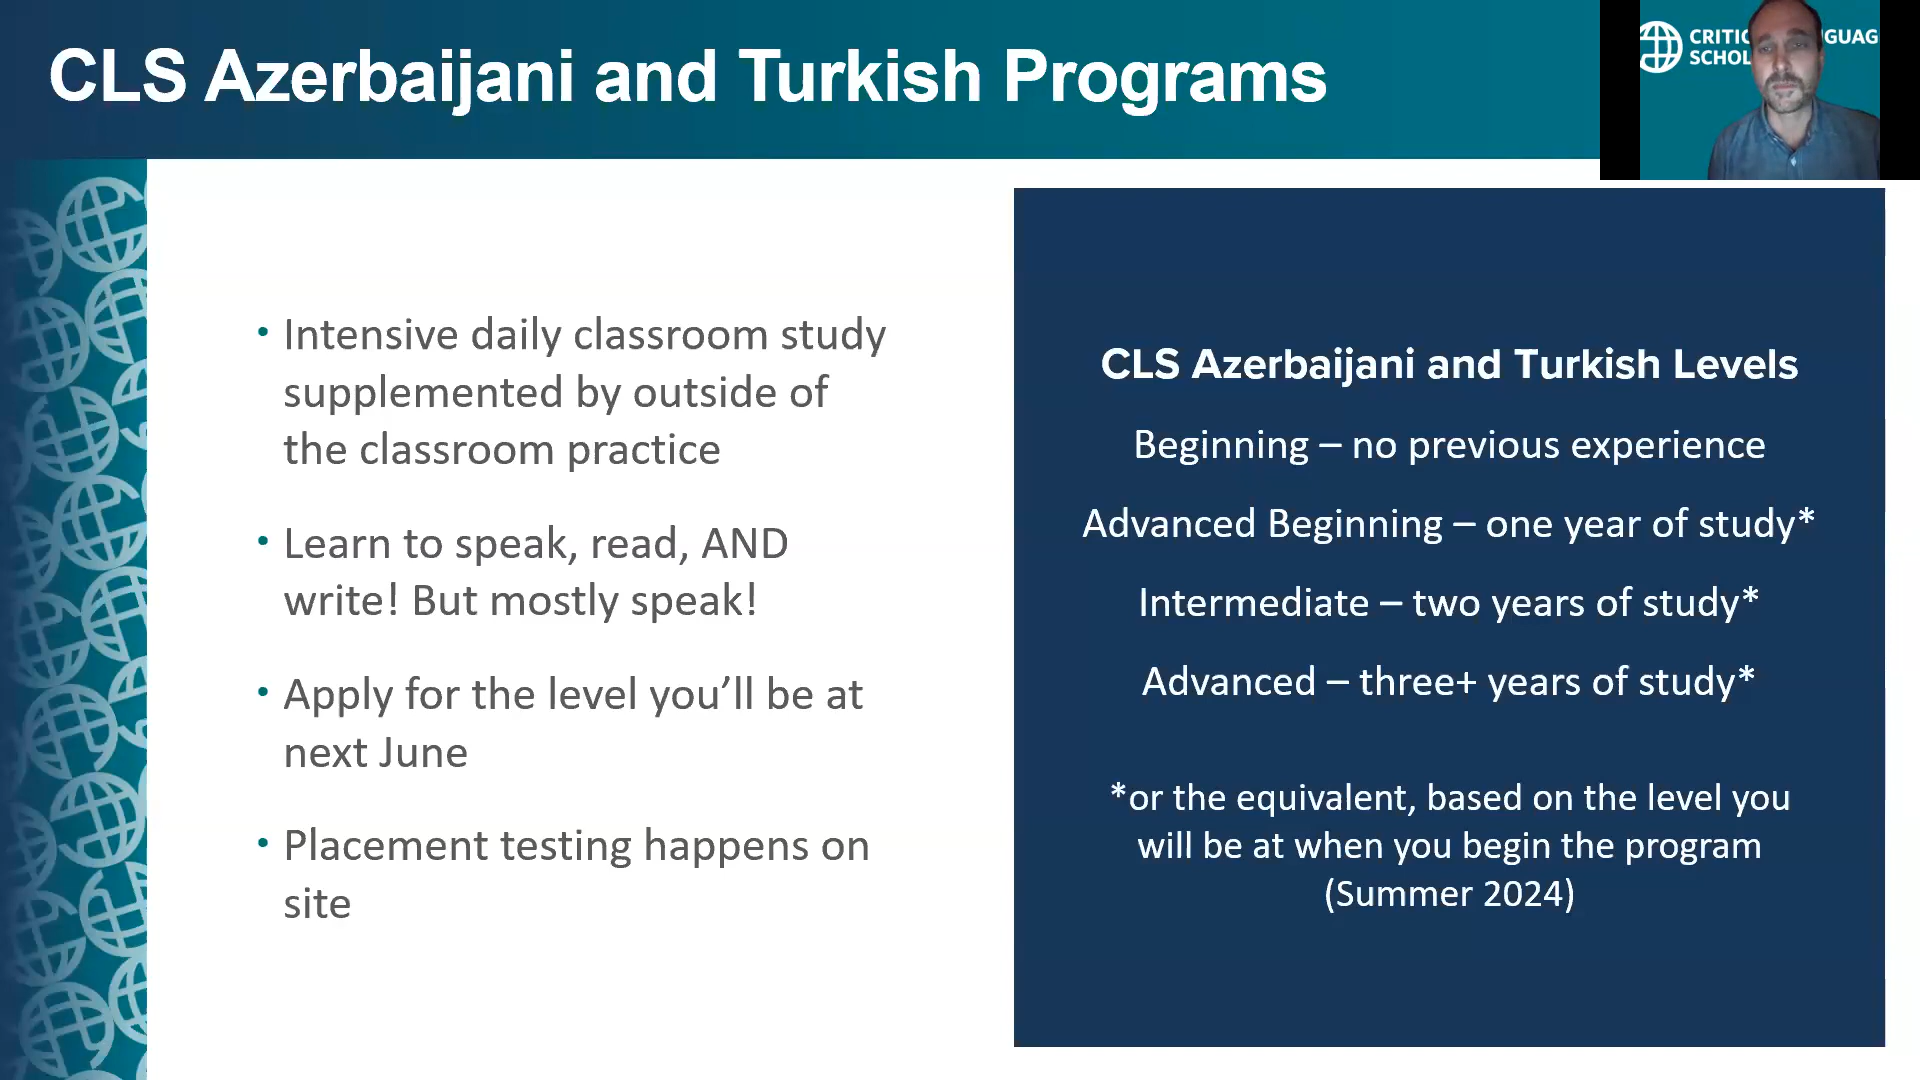 CLS Azerbaijani and Turkish Programs
CRITIC GUAG
SCHOL
• Intensive daily classroom study
supplemented by outside of
the classroom practice
• Learn to speak, read, AND
write! But mostly speak!
• Apply for the level you’ll be at
next June
• Placement testing happens on
site
CLS Azerbaijani and Turkish Levels
Beginning – no previous experience
Advanced Beginning – one year of study*
Intermediate – two years of study*
Advanced – three+ years of study*
*or the equivalent, based on the level you
will be at when you begin the program
(Summer 2024)